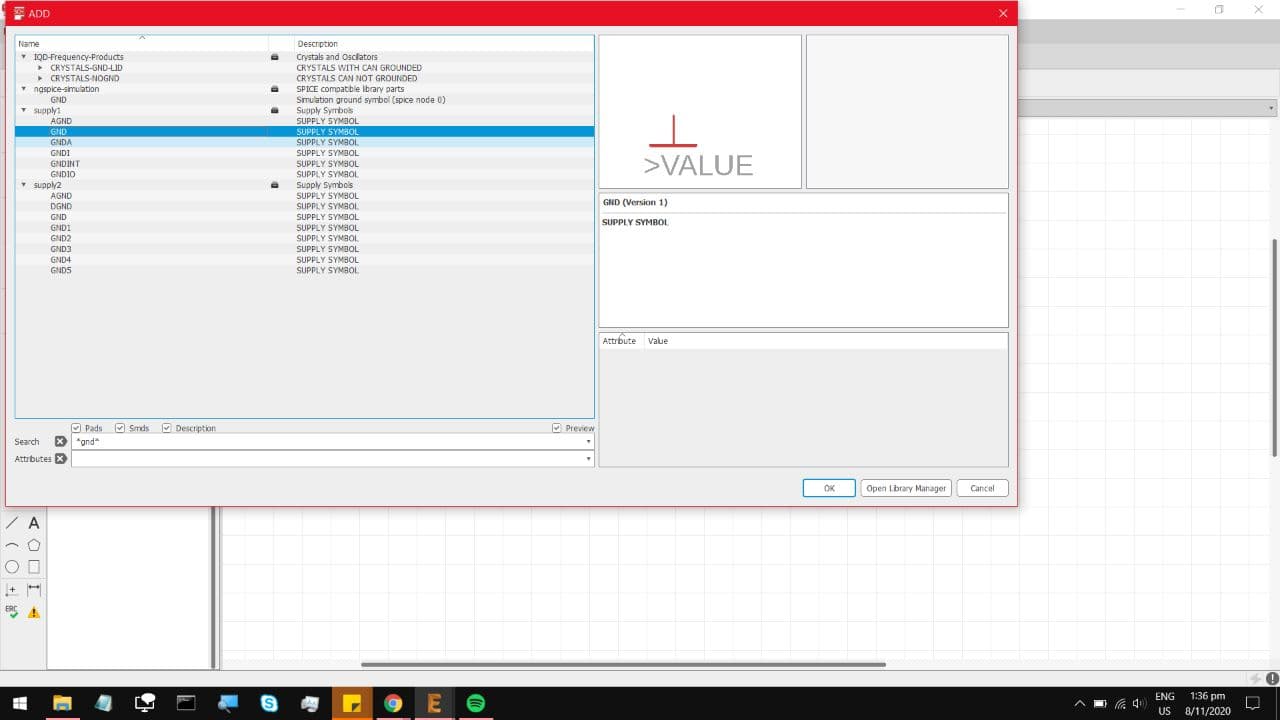 ADD
Name Description
IQD-Frequency-Products Crystals and Oscillators
CRYSTALS-GND-LID CRYSTALS WITH CAN GROUNDED
CRYSTALS-NOGND CRYSTALS CAN NOT GROUNDED
ngspice-simulation SPICE compatible library parts
GND Simulation ground symbol (spice node 0)
supply1 Supply Symbols
AGND SUPPLY SYMBOL
GND SUPPLY SYMBOL
GNDA SUPPLY SYMBOL
GNDI SUPPLY SYMBOL
GNDINT SUPPLY SYMBOL
GNDIO SUPPLY SYMBOL
supply2 Supply Symbols
AGND SUPPLY SYMBOL
DGND SUPPLY SYMBOL
GND SUPPLY SYMBOL
GND1 SUPPLY SYMBOL
GND2 SUPPLY SYMBOL
GND3 SUPPLY SYMBOL
GND4 SUPPLY SYMBOL
GND5 SUPPLY SYMBOL
Pads Smds Description Preview
Search *gnd*
Attributes
>VALUE
GND (Version 1)
SUPPLY SYMBOL
Attribute Value
OK Open Library Manager Cancel
A
ERC
ENG
US
1:36 pm
8/11/2020